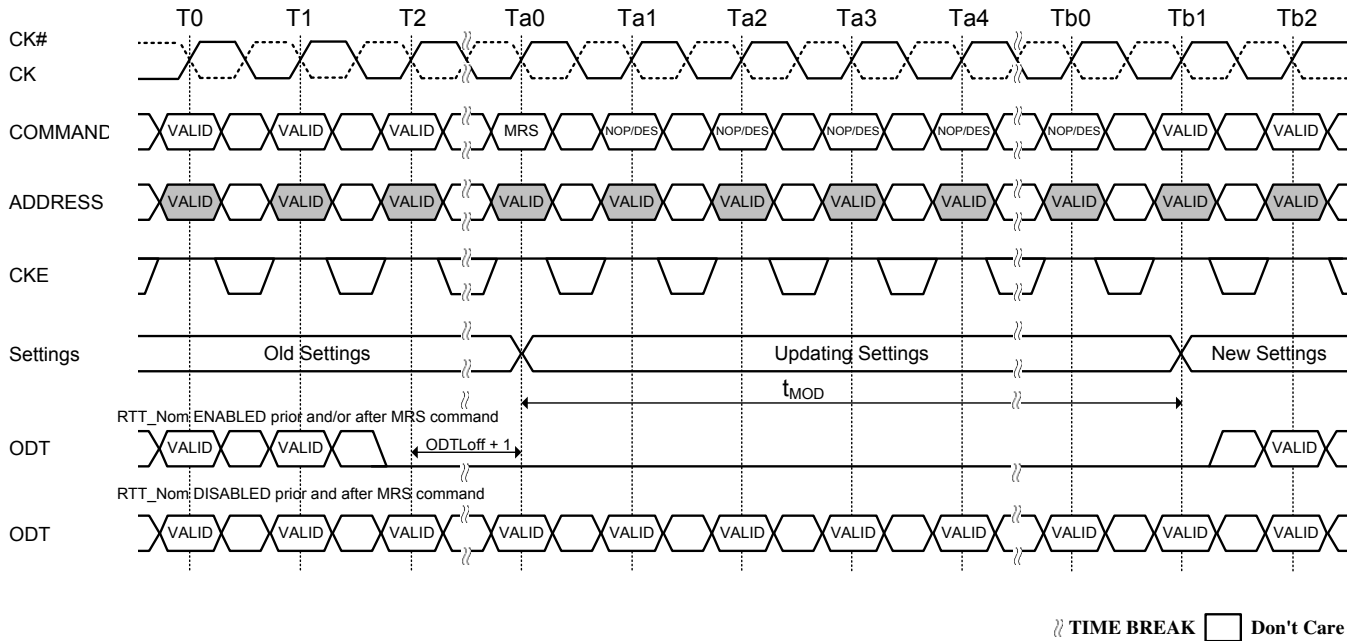 T0 T1 T2 Ta0 Ta1 Ta2 Ta3 Ta4 Tb0 Tb1 Tb2
CK#
CK
COMMAND VALID VALID VALID MRS NOP/DES NOP/DES NOP/DES NOP/DES NOP/DES VALID VALID
ADDRESS VALID VALID VALID VALID VALID VALID VALID VALID VALID VALID VALID
CKE
Settings Old Settings Updating Settings New Settings
tMOD
RTT_Nom ENABLED prior and/or after MRS command
ODT VALID VALID ODTLoff + 1 VALID
RTT_Nom DISABLED prior and after MRS command
ODT VALID VALID VALID VALID VALID VALID VALID VALID VALID VALID VALID
TIME BREAK Don't Care